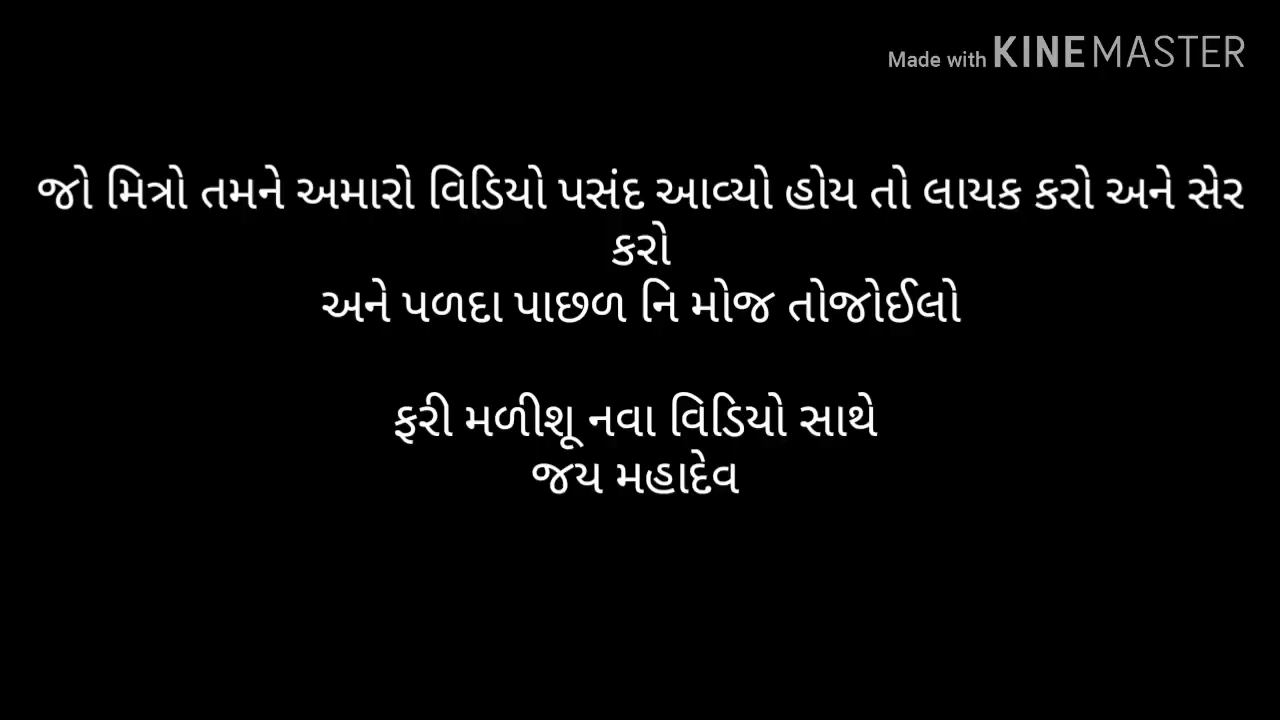 Made with KINEMASTER
જો મિત્રો તમને અમારો વિડિયો પસંદ આવ્યો હોય તો લાયક કરો અને સેર
કરો
અને પળદા પાછળ નિ મોજ તોજોઈલો
ફરી મળીશૂ નવા વિડિયો સાથે
જય મહાદેવ